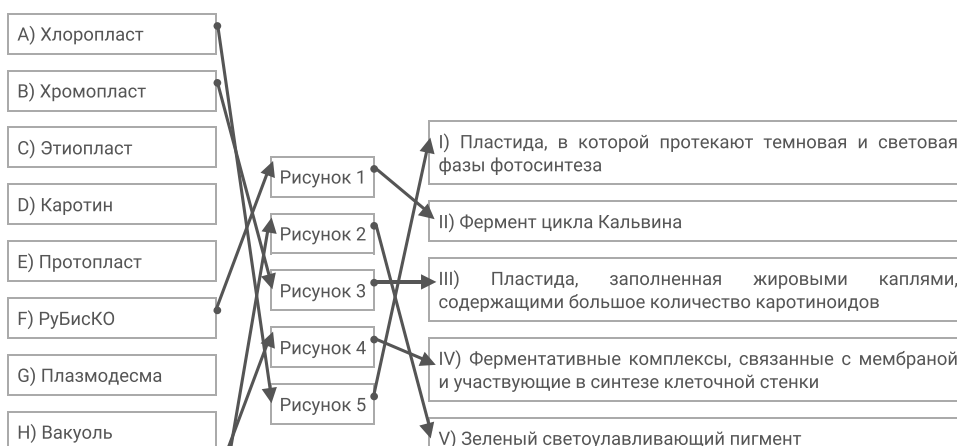 A) Хлоропласт
B) Хромопласт
C) Этиопласт
D) Каротин
E) Протопласт
F) РуБисКО
G) Плазмодесма
H) Вакуоль
Рисунок 1
Рисунок 2
Рисунок 3
Рисунок 4
Рисунок 5
I) Пластида, в которой протекают темновая и световая
фазы фотосинтеза
II) Фермент цикла Кальвина
III) Пластида, заполненная жировыми каплями,
содержащими большое количество каротиноидов
IV) Ферментативные комплексы, связанные с мембраной
и участвующие в синтезе клеточной стенки
V) Зеленый светоулавливающий пигмент